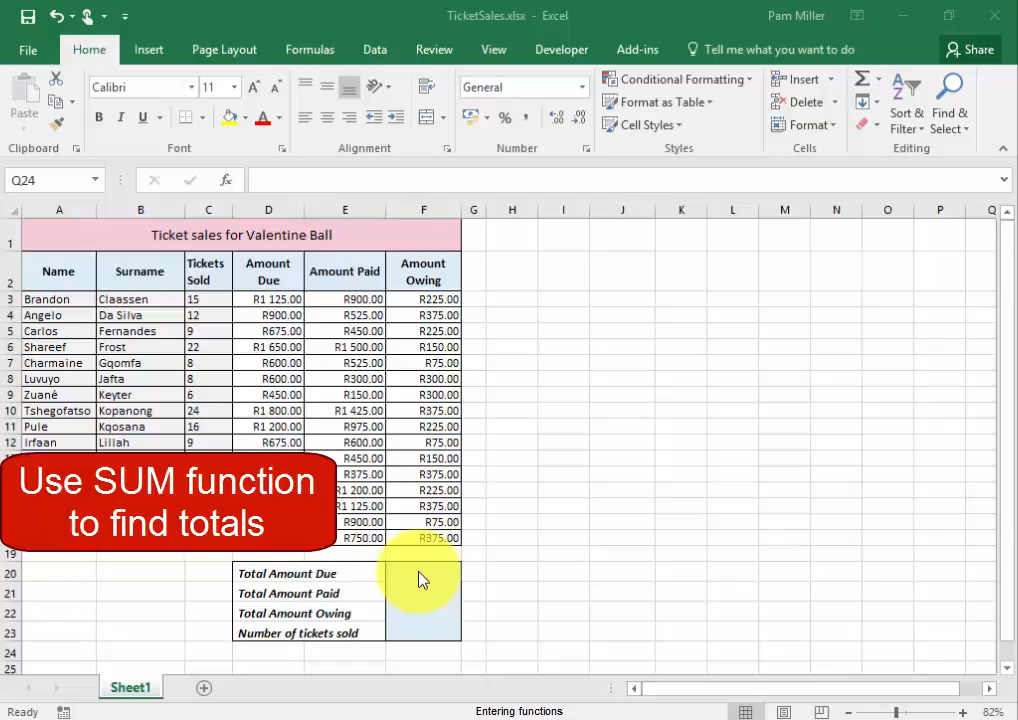 TicketSales.xlsx - Excel
Pam Miller
File Home Insert Page Layout Formulas Data Review View Developer Add-ins Tell me what you want to do Share
Paste
Calibri 11
General
Conditional Formatting
Format as Table
Cell Styles
Insert
Delete
Format
Sort & Filter
Find & Select
Clipboard Font Alignment Number Styles Cells Editing
Q24 fx
A B C D E F G H I J K L M N O P Q
1 Ticket sales for Valentine Ball
2 Name Surname Tickets Sold Amount Due Amount Paid Amount Owing
3 Brandon Claassen 15 R1 125.00 R900.00 R225.00
4 Angelo Da Silva 12 R900.00 R525.00 R375.00
5 Carlos Fernandes 9 R675.00 R450.00 R225.00
6 Shareef Frost 22 R1 650.00 R1 500.00 R150.00
7 Charmaine Gqomfa 8 R600.00 R525.00 R75.00
8 Luvuyo Jafta 8 R600.00 R300.00 R300.00
9 Zuané Keyter 6 R450.00 R150.00 R300.00
10 Tshegofatso Kopanong 24 R1 800.00 R1 425.00 R375.00
11 Pule Kqosana 16 R1 200.00 R975.00 R225.00
12 Irfaan Lillah 9 R675.00 R600.00 R75.00
R450.00 R150.00
R375.00 R375.00
R1 200.00 R225.00
R1 125.00 R375.00
R900.00 R75.00
R750.00 R375.00
Use SUM function
to find totals
19
20 Total Amount Due
21 Total Amount Paid
22 Total Amount Owing
23 Number of tickets sold
24
25
Sheet1
Ready
Entering functions
82%